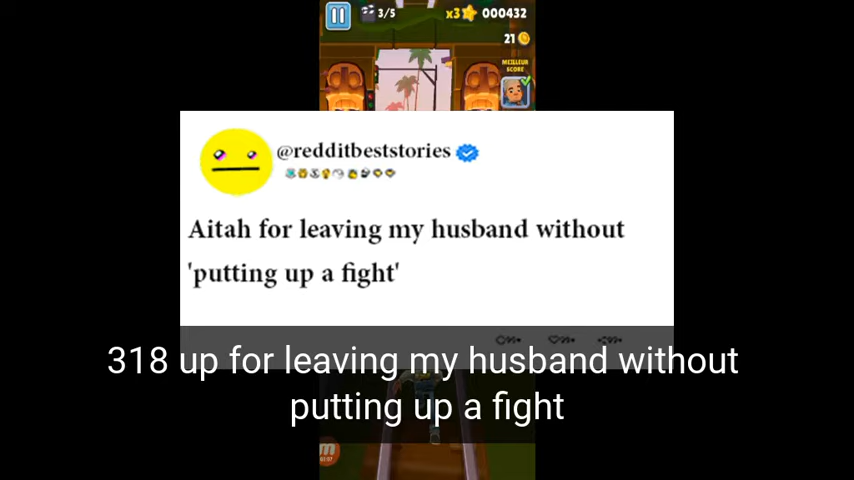 3/5
x3 000432
21
MEILLEUR
SCORE
@redditbeststories
Aitah for leaving my husband without
'putting up a fight'
318 up for leaving my husband without
putting up a fight